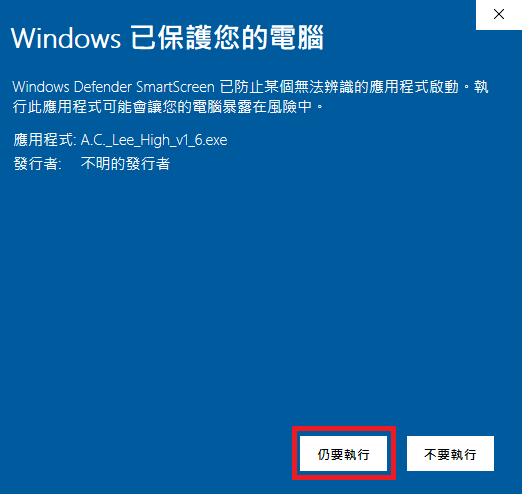 Windows 已保護您的電腦
Windows Defender SmartScreen 已防止某個無法辨識的應用程式啟動。執
行此應用程式可能會讓您的電腦暴露在風險中。
應用程式: A.C._Lee_High_v1_6.exe
發行者: 不明的發行者
仍要執行
不要執行